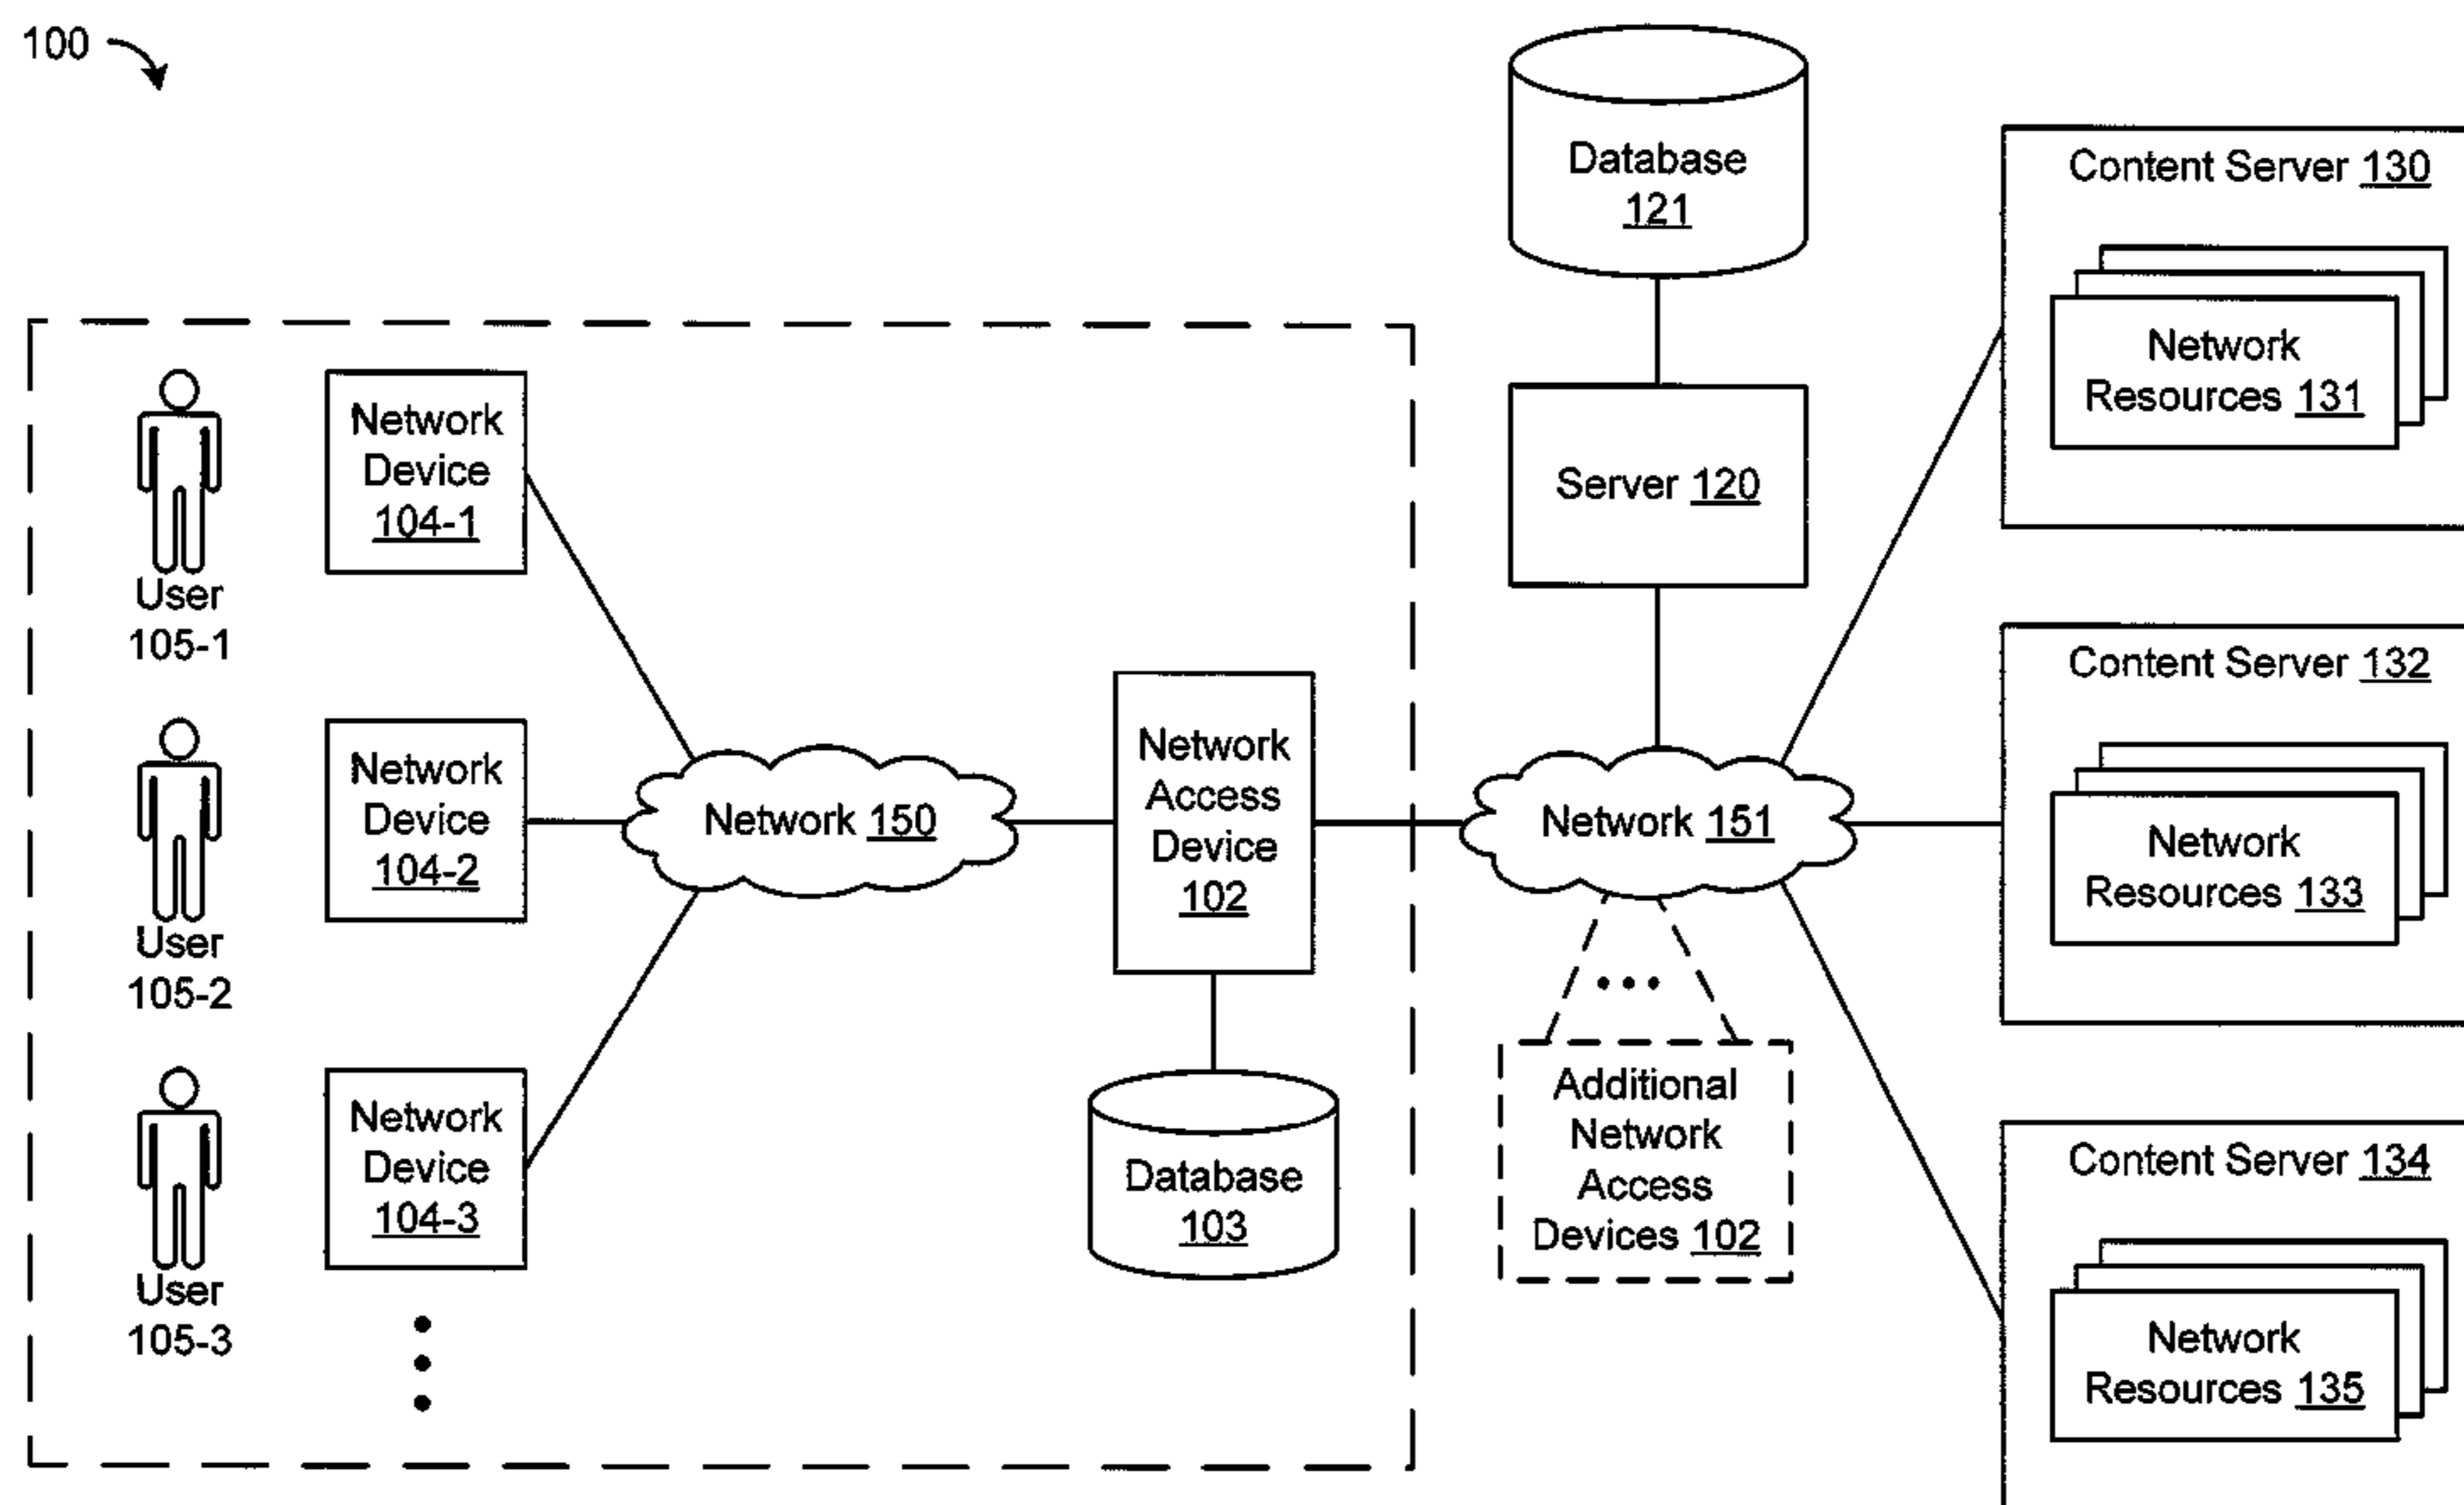 100
Database
121
Content Server 130
Network
Resources 131
Server 120
Network
Device
104-1
User
105-1
Network
Device
104-2
User
105-2
Network
Device
104-3
User
105-3
Network 150
Network
Access
Device
102
Database
103
Network 151
Additional
Network
Access
Devices 102
Content Server 132
Network
Resources 133
Content Server 134
Network
Resources 135